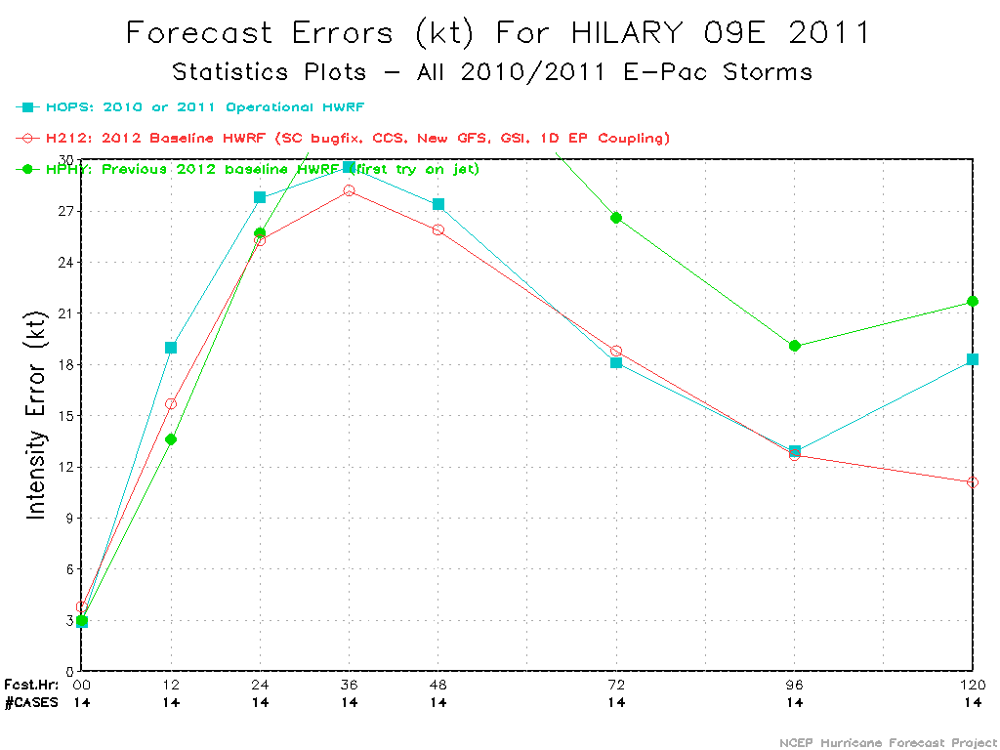 Forecast Errors (kt) For HILARY 09E 2011
Statistics Plots - All 2010/2011 E-Pac Storms
HOPS: 2010 or 2011 Operational HWRF
H212: 2012 Baseline HWRF (SC bugfix, CCS, New GFS, GSI, 1D EP Coupling)
HPHY: Previous 2012 baseline HWRF (first try on jet)
30
27
24
21
18
15
12
9
6
3
0
Intensity Error (kt)
Fcst.Hr: 00 12 24 36 48 72 96 120
#CASES 14 14 14 14 14 14 14 14
NCEP Hurricane Forecast Project